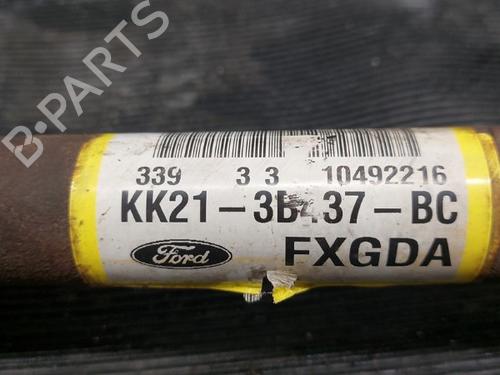 B-PARTS
339 3 3 10492216
KK21-3B437-BC
Ford FXGDA